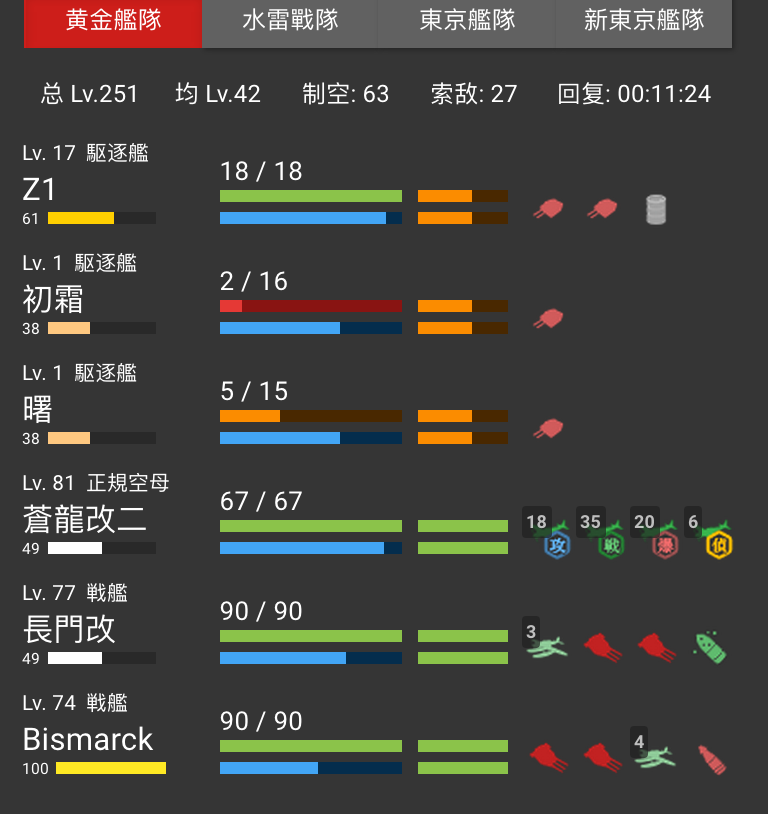 黄金艦隊 水雷戰隊 東京艦隊 新東京艦隊
总 Lv.251 均 Lv.42 制空: 63 索敌: 27 回复: 00:11:24
Lv. 17 駆逐艦
18 / 18
Z1
61
Lv. 1 駆逐艦
2 / 16
初霜
38
Lv. 1 駆逐艦
5 / 15
曙
38
Lv. 81 正規空母
67 / 67
蒼龍改二
18 35 20 6
49 攻 戦 爆 偵
Lv. 77 戦艦
90 / 90
長門改
3
49
Lv. 74 戦艦
90 / 90
Bismarck
4
100